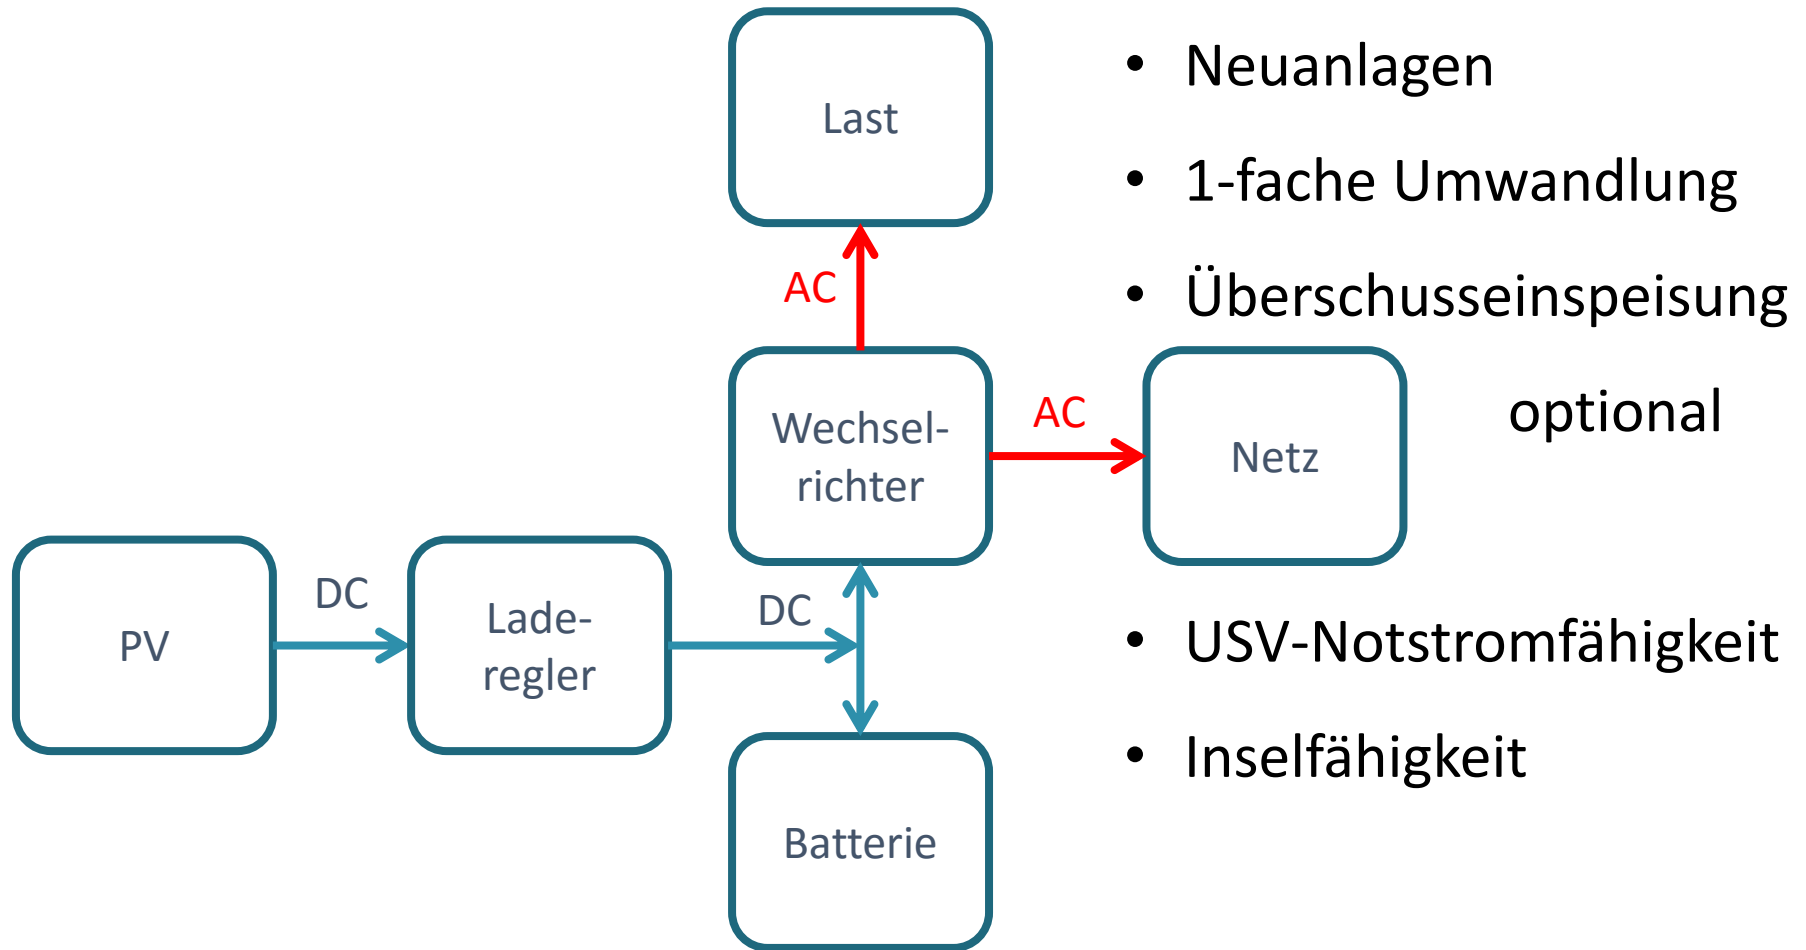 Last
AC
Wechsel-
richter
AC
Netz
PV
DC
Lade-
regler
DC
Batterie
• Neuanlagen
• 1-fache Umwandlung
• Überschusseinspeisung
optional
• USV-Notstromfähigkeit
• Inselfähigkeit